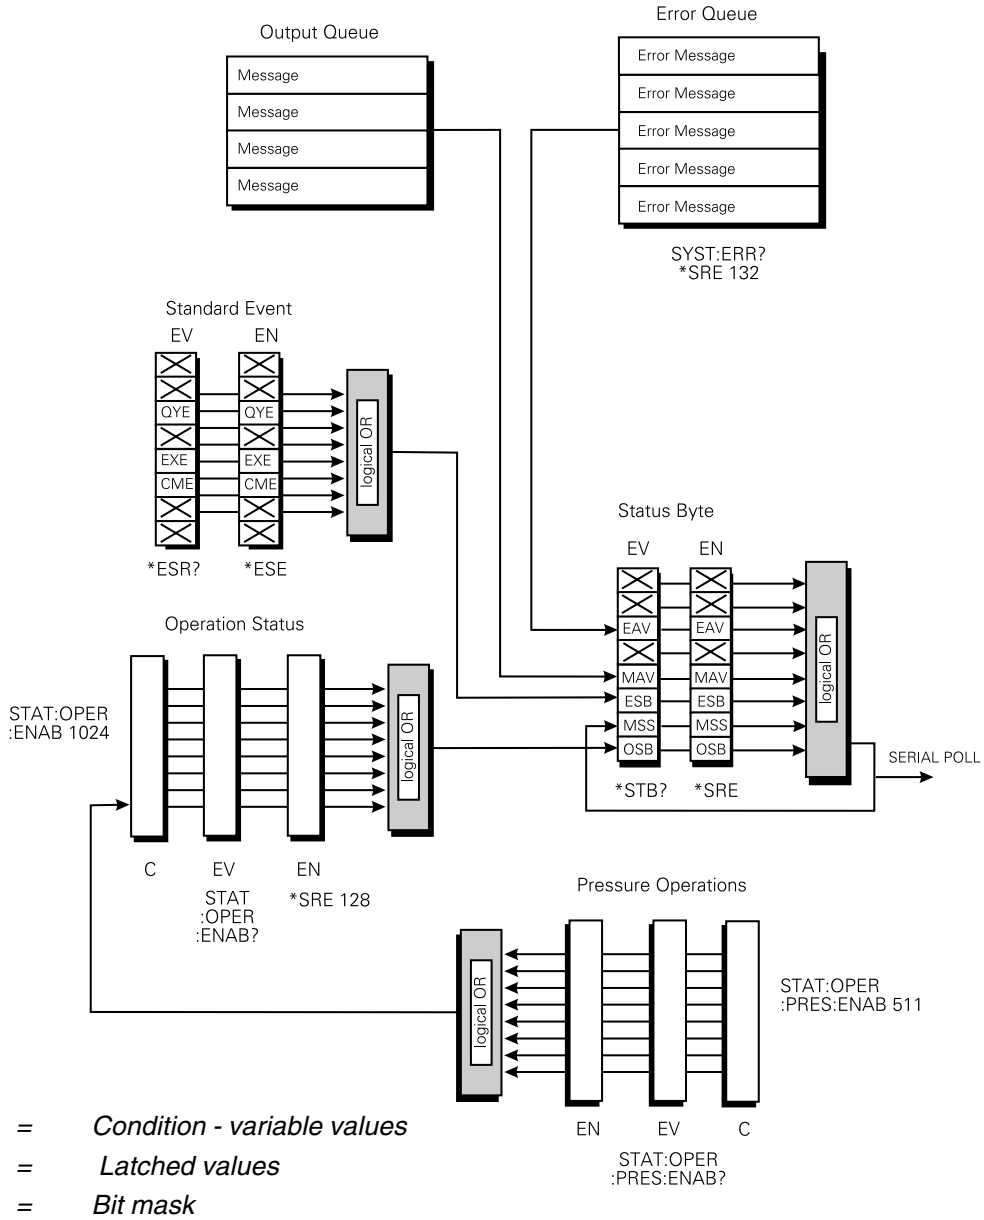 Output Queue
Message
Message
Message
Message
Error Queue
Error Message
Error Message
Error Message
Error Message
Error Message
SYST:ERR?
*SRE 132
Standard Event
EV EN
QYE QYE
EXE EXE
CME CME
logical OR
*ESR? *ESE
Status Byte
EV EN
EAV EAV
MAV MAV
ESB ESB
MSS MSS
OSB OSB
logical OR
*STB? *SRE
SERIAL POLL
Operation Status
STAT:OPER
:ENAB 1024
logical OR
C EV EN
STAT
:OPER
:ENAB?
*SRE 128
Pressure Operations
logical OR
STAT:OPER
:PRES:ENAB 511
EN EV C
STAT:OPER
:PRES:ENAB?
= Condition - variable values
= Latched values
= Bit mask